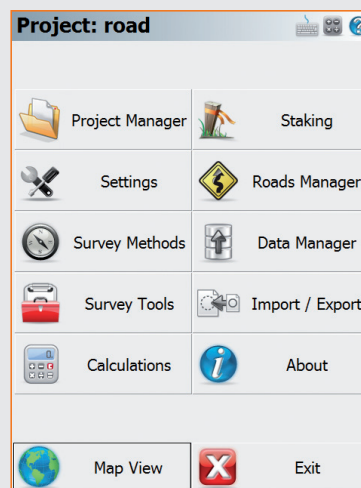 Project: road
Project Manager
Staking
Settings
Roads Manager
Survey Methods
Data Manager
Survey Tools
Import / Export
Calculations
About
Map View
Exit